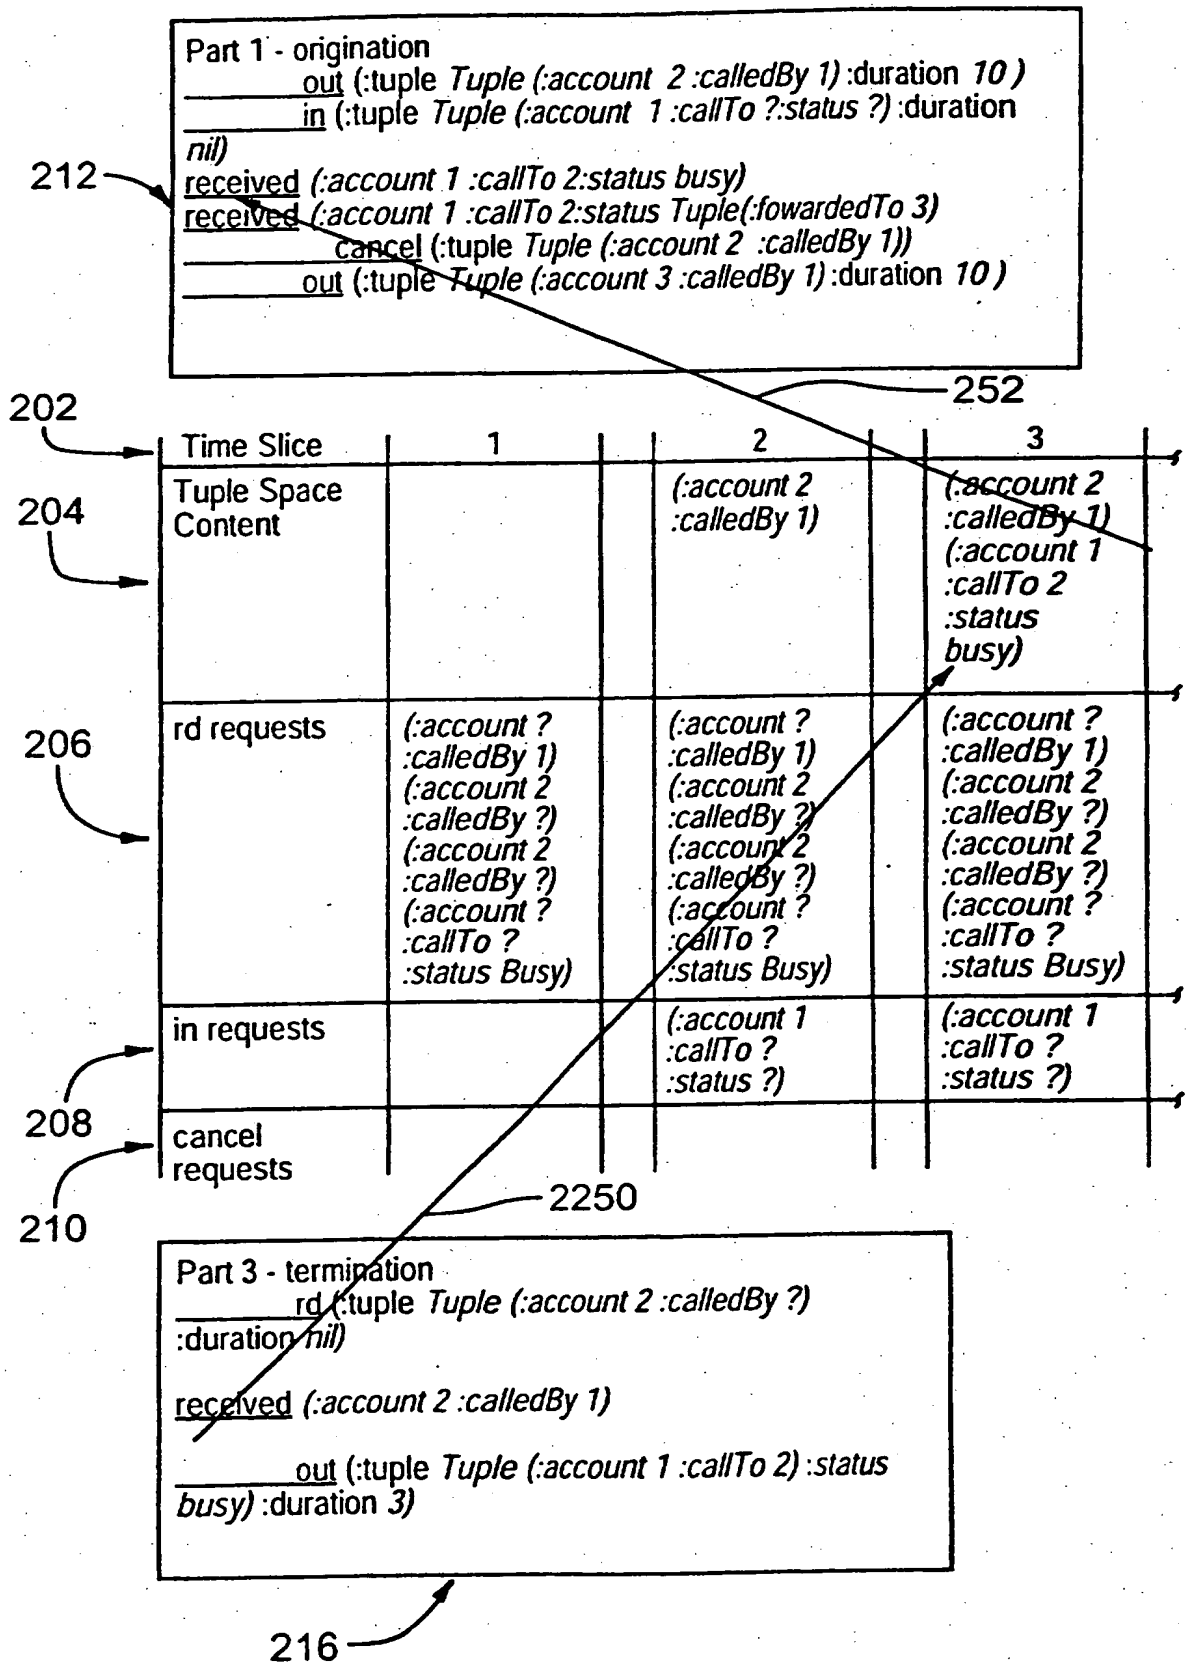 Part 1 - origination
out (:tuple Tuple (:account 2 :calledBy 1) :duration 10 )
in (:tuple Tuple (:account 1 :callTo ?:status ?) :duration
nil)
212
received (:account 1 :callTo 2:status busy)
received (:account 1 :callTo 2:status Tuple(:fowardedTo 3)
cancel (:tuple Tuple (:account 2 :calledBy 1))
out (:tuple Tuple (:account 3 :calledBy 1) :duration 10 )
252
202
Time Slice 1 2 3
204
Tuple Space
Content
(:account 2
:calledBy 1)
(:account 2
:calledBy 1)
(:account 1
:callTo 2
:status
busy)
206
rd requests
(:account ?
:calledBy 1)
(:account 2
:calledBy ?)
(:account 2
:calledBy ?)
(:account ?
:callTo ?
:status Busy)
(:account ?
:calledBy 1)
(:account 2
:calledBy ?)
(:account 2
:calledBy ?)
(:account ?
:callTo ?
:status Busy)
(:account ?
:calledBy 1)
(:account 2
:calledBy ?)
(:account 2
:calledBy ?)
(:account ?
:callTo ?
:status Busy)
208
in requests
(:account 1
:callTo ?
:status ?)
(:account 1
:callTo ?
:status ?)
210
cancel
requests
2250
Part 3 - termination
rd (:tuple Tuple (:account 2 :calledBy ?)
:duration nil)
received (:account 2 :calledBy 1)
out (:tuple Tuple (:account 1 :callTo 2) :status
busy) :duration 3)
216